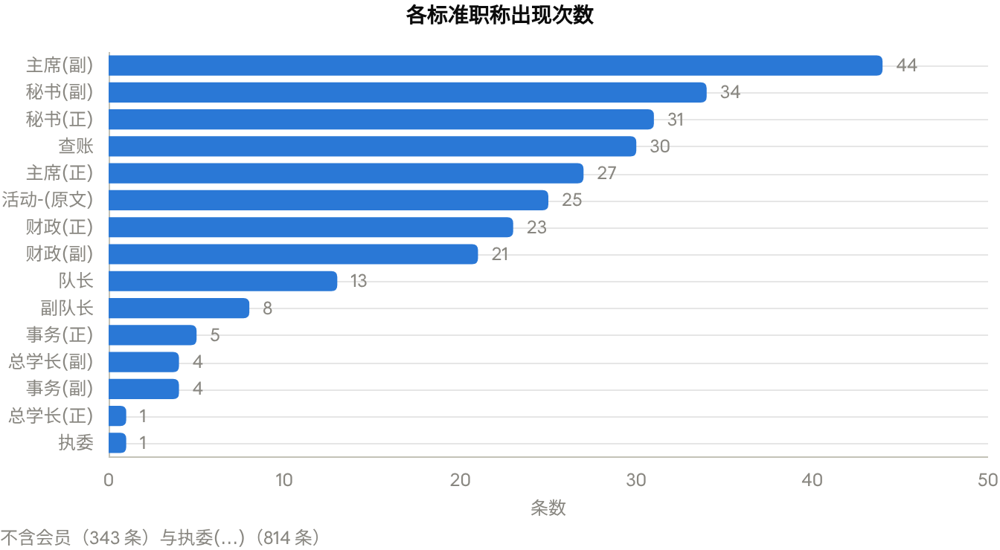 各标准职称出现次数
主席(副) 44
秘书(副) 34
秘书(正) 31
查账 30
主席(正) 27
活动-(原文) 25
财政(正) 23
财政(副) 21
队长 13
副队长 8
事务(正) 5
总学长(副) 4
事务(副) 4
总学长(正) 1
执委 1
0 10 20 30 40 50
条数
不含会员（343 条）与执委(…)（814 条）